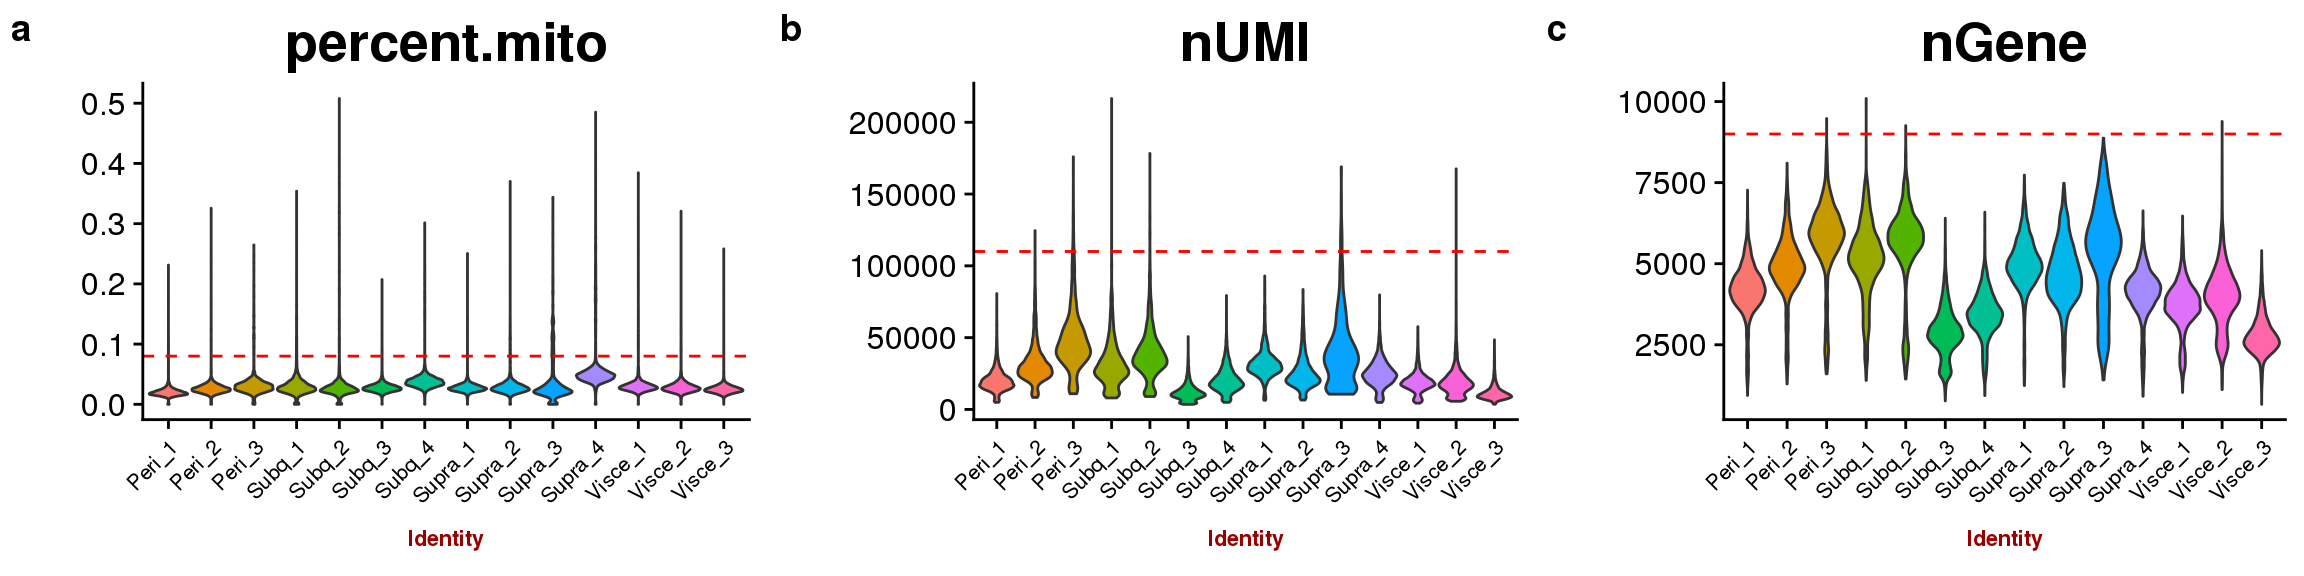 a
percent.mito
0.5
0.4
0.3
0.2
0.1
0.0
Peri_1
Peri_2
Peri_3
Subq_1
Subq_2
Subq_3
Subq_4
Supra_1
Supra_2
Supra_3
Supra_4
Visce_1
Visce_2
Visce_3
Identity
b
nUMI
200000
150000
100000
50000
0
Peri_1
Peri_2
Peri_3
Subq_1
Subq_2
Subq_3
Subq_4
Supra_1
Supra_2
Supra_3
Supra_4
Visce_1
Visce_2
Visce_3
Identity
c
nGene
10000
7500
5000
2500
Peri_1
Peri_2
Peri_3
Subq_1
Subq_2
Subq_3
Subq_4
Supra_1
Supra_2
Supra_3
Supra_4
Visce_1
Visce_2
Visce_3
Identity